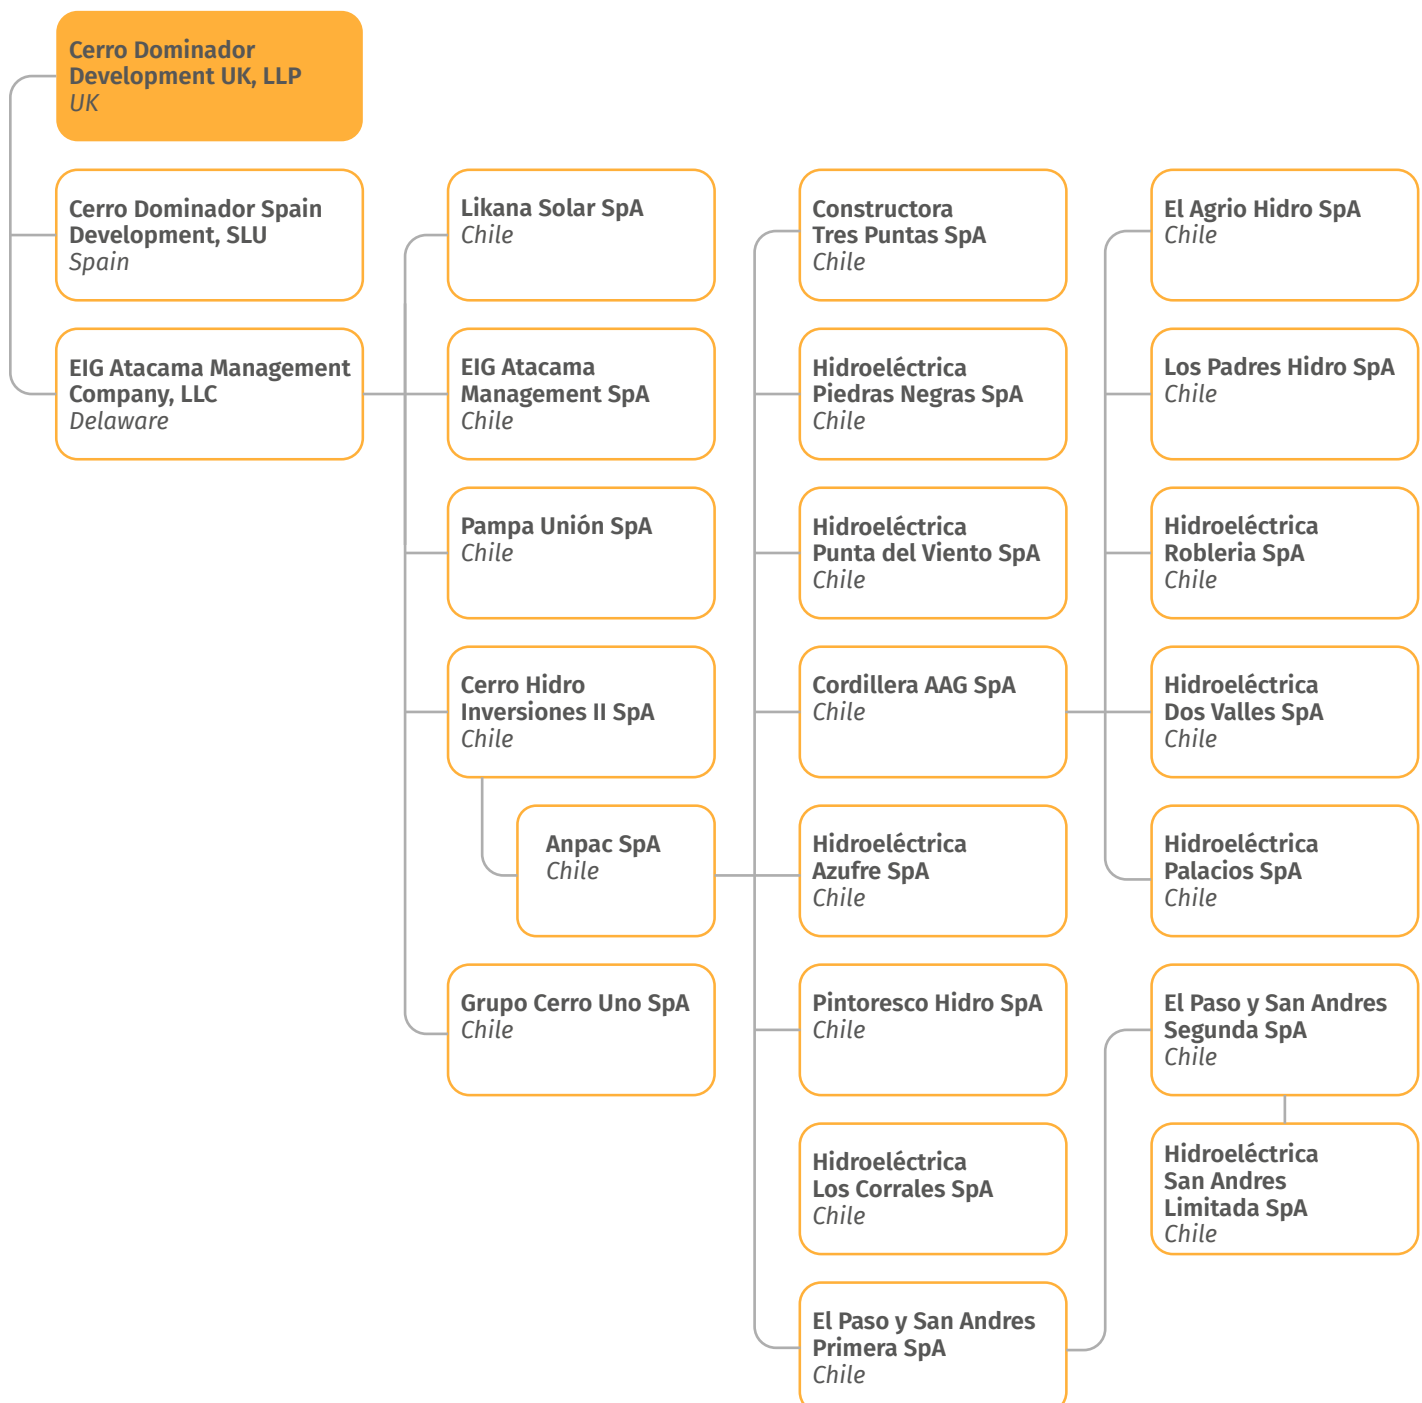 Cerro Dominador
Development UK, LLP
UK
Cerro Dominador Spain
Development, SLU
Spain
EIG Atacama Management
Company, LLC
Delaware
Likana Solar SpA
Chile
EIG Atacama
Management SpA
Chile
Pampa Unión SpA
Chile
Cerro Hidro
Inversiones II SpA
Chile
Anpac SpA
Chile
Grupo Cerro Uno SpA
Chile
Constructora
Tres Puntas SpA
Chile
Hidroeléctrica
Piedras Negras SpA
Chile
Hidroeléctrica
Punta del Viento SpA
Chile
Cordillera AAG SpA
Chile
Hidroeléctrica
Azufre SpA
Chile
Pintoresco Hidro SpA
Chile
Hidroeléctrica
Los Corrales SpA
Chile
El Paso y San Andres
Primera SpA
Chile
El Agrio Hidro SpA
Chile
Los Padres Hidro SpA
Chile
Hidroeléctrica
Robleria SpA
Chile
Hidroeléctrica
Dos Valles SpA
Chile
Hidroeléctrica
Palacios SpA
Chile
El Paso y San Andres
Segunda SpA
Chile
Hidroeléctrica
San Andres
Limitada SpA
Chile